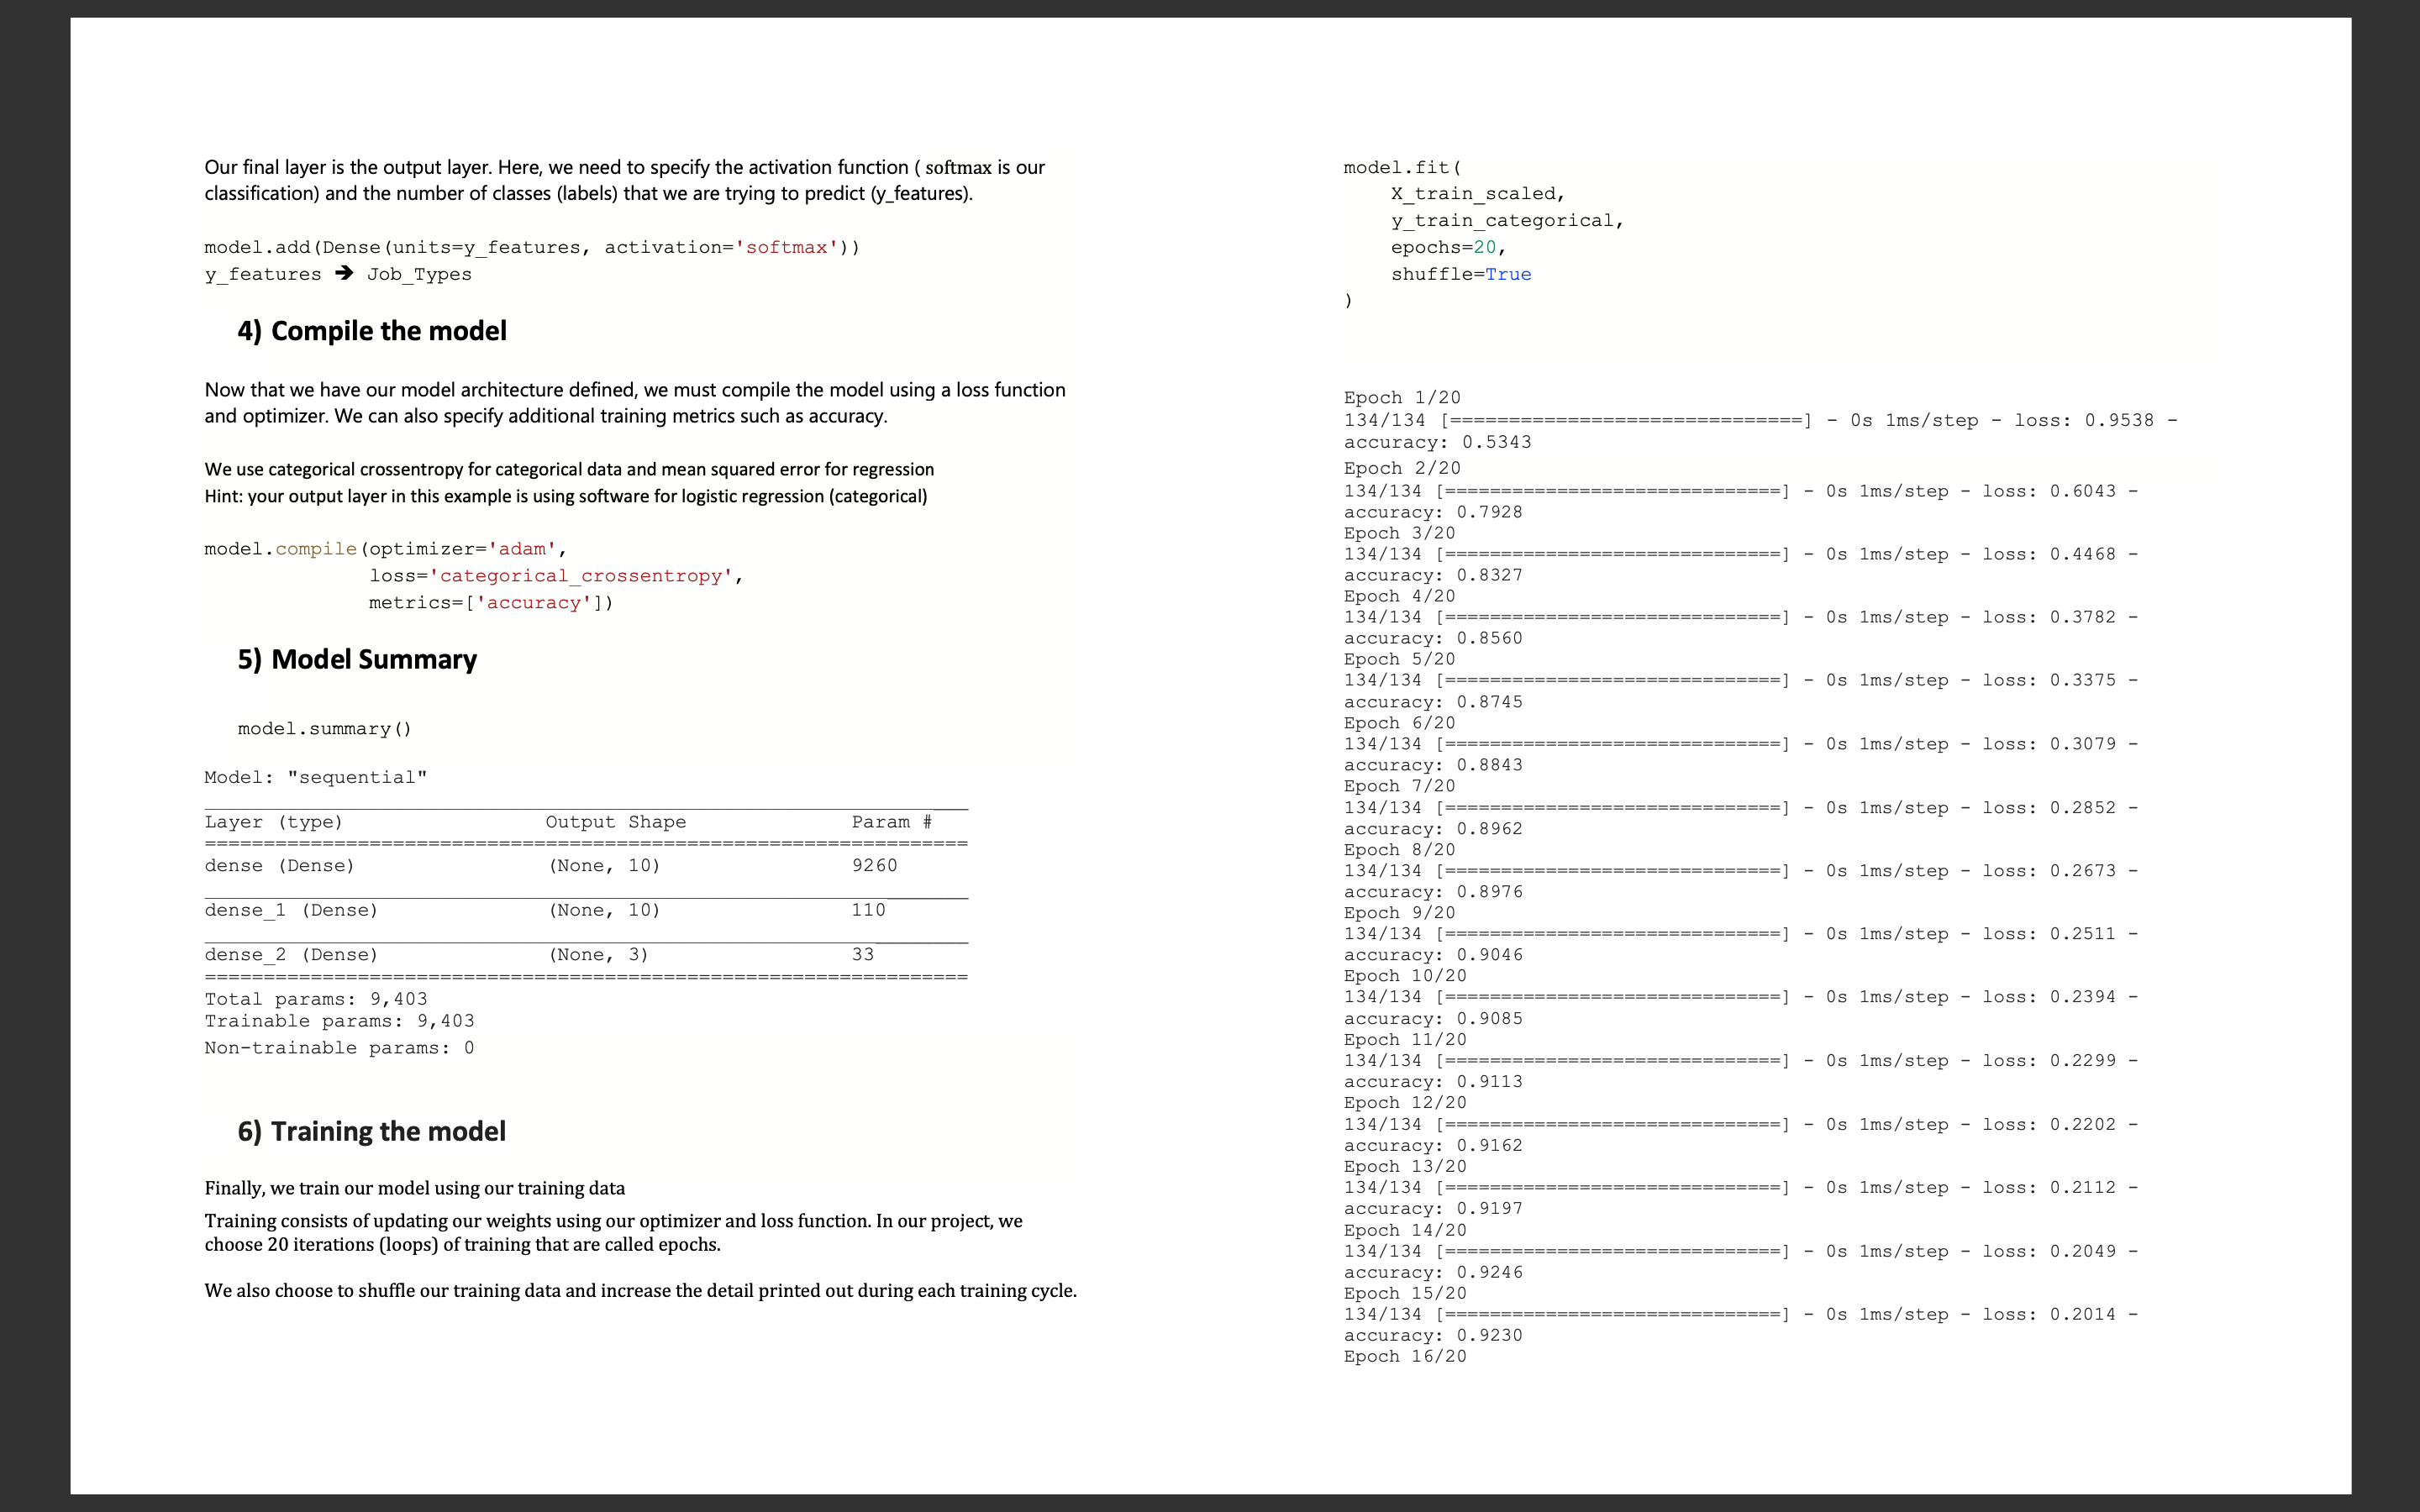 Our final layer is the output layer. Here, we need to specify the activation function ( softmax is our
classification) and the number of classes (labels) that we are trying to predict (y_features).
model.add(Dense(units=y_features, activation='softmax'))
y_features ➔ Job_Types
4) Compile the model
Now that we have our model architecture defined, we must compile the model using a loss function
and optimizer. We can also specify additional training metrics such as accuracy.
We use categorical crossentropy for categorical data and mean squared error for regression
Hint: your output layer in this example is using software for logistic regression (categorical)
model.compile(optimizer='adam',
loss='categorical_crossentropy',
metrics=['accuracy'])
5) Model Summary
model.summary()
Model: "sequential"
_________________________________________________________________
Layer (type) Output Shape Param #
=================================================================
dense (Dense) (None, 10) 9260
_________________________________________________________________
dense_1 (Dense) (None, 10) 110
_________________________________________________________________
dense_2 (Dense) (None, 3) 33
=================================================================
Total params: 9,403
Trainable params: 9,403
Non-trainable params: 0
6) Training the model
Finally, we train our model using our training data
Training consists of updating our weights using our optimizer and loss function. In our project, we
choose 20 iterations (loops) of training that are called epochs.
We also choose to shuffle our training data and increase the detail printed out during each training cycle.
model.fit(
X_train_scaled,
y_train_categorical,
epochs=20,
shuffle=True
)
Epoch 1/20
134/134 [==============================] - 0s 1ms/step - loss: 0.9538 -
accuracy: 0.5343
Epoch 2/20
134/134 [==============================] - 0s 1ms/step - loss: 0.6043 -
accuracy: 0.7928
Epoch 3/20
134/134 [==============================] - 0s 1ms/step - loss: 0.4468 -
accuracy: 0.8327
Epoch 4/20
134/134 [==============================] - 0s 1ms/step - loss: 0.3782 -
accuracy: 0.8560
Epoch 5/20
134/134 [==============================] - 0s 1ms/step - loss: 0.3375 -
accuracy: 0.8745
Epoch 6/20
134/134 [==============================] - 0s 1ms/step - loss: 0.3079 -
accuracy: 0.8843
Epoch 7/20
134/134 [==============================] - 0s 1ms/step - loss: 0.2852 -
accuracy: 0.8962
Epoch 8/20
134/134 [==============================] - 0s 1ms/step - loss: 0.2673 -
accuracy: 0.8976
Epoch 9/20
134/134 [==============================] - 0s 1ms/step - loss: 0.2511 -
accuracy: 0.9046
Epoch 10/20
134/134 [==============================] - 0s 1ms/step - loss: 0.2394 -
accuracy: 0.9085
Epoch 11/20
134/134 [==============================] - 0s 1ms/step - loss: 0.2299 -
accuracy: 0.9113
Epoch 12/20
134/134 [==============================] - 0s 1ms/step - loss: 0.2202 -
accuracy: 0.9162
Epoch 13/20
134/134 [==============================] - 0s 1ms/step - loss: 0.2112 -
accuracy: 0.9197
Epoch 14/20
134/134 [==============================] - 0s 1ms/step - loss: 0.2049 -
accuracy: 0.9246
Epoch 15/20
134/134 [==============================] - 0s 1ms/step - loss: 0.2014 -
accuracy: 0.9230
Epoch 16/20